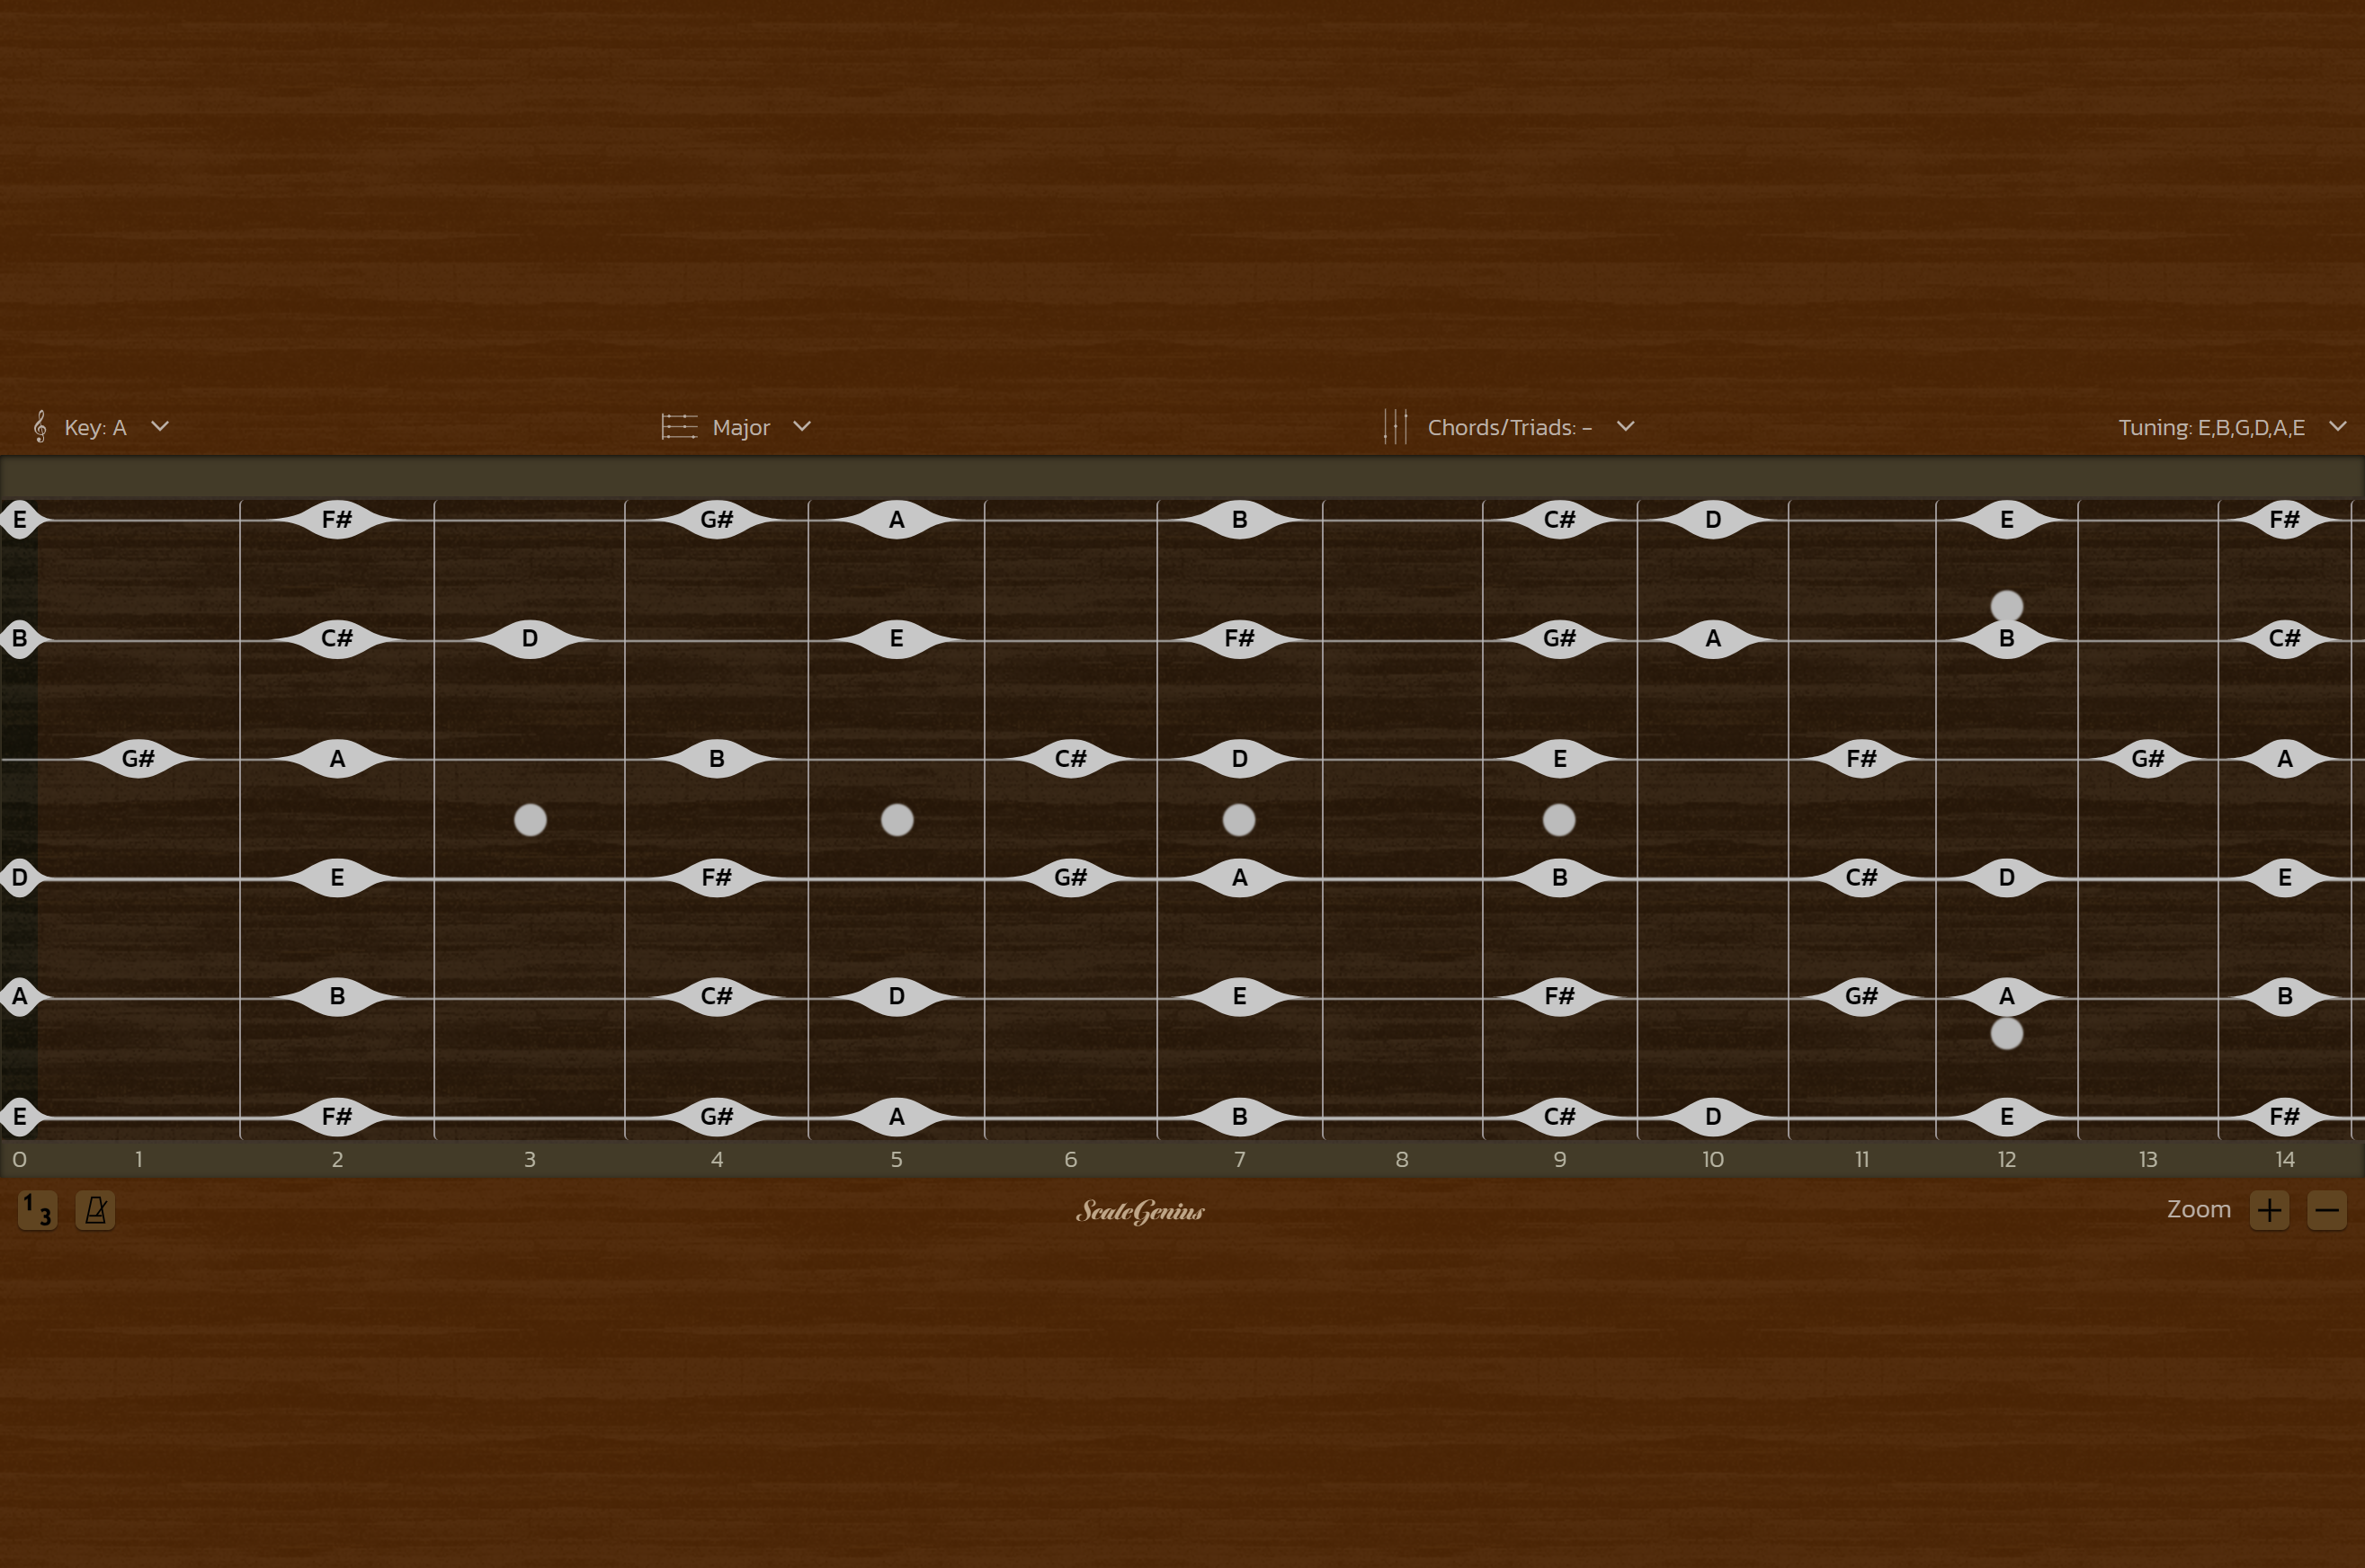 Key: A Major Chords/Triads: - Tuning: E,B,G,D,A,E
E F# G# A B C# D E F#
B C# D E F# G# A B C#
G# A B C# D E F# G# A
D E F# G# A B C# D E
A B C# D E F# G# A B
E F# G# A B C# D E F#
0 1 2 3 4 5 6 7 8 9 10 11 12 13 14
1 3 ScaleGenius Zoom + −